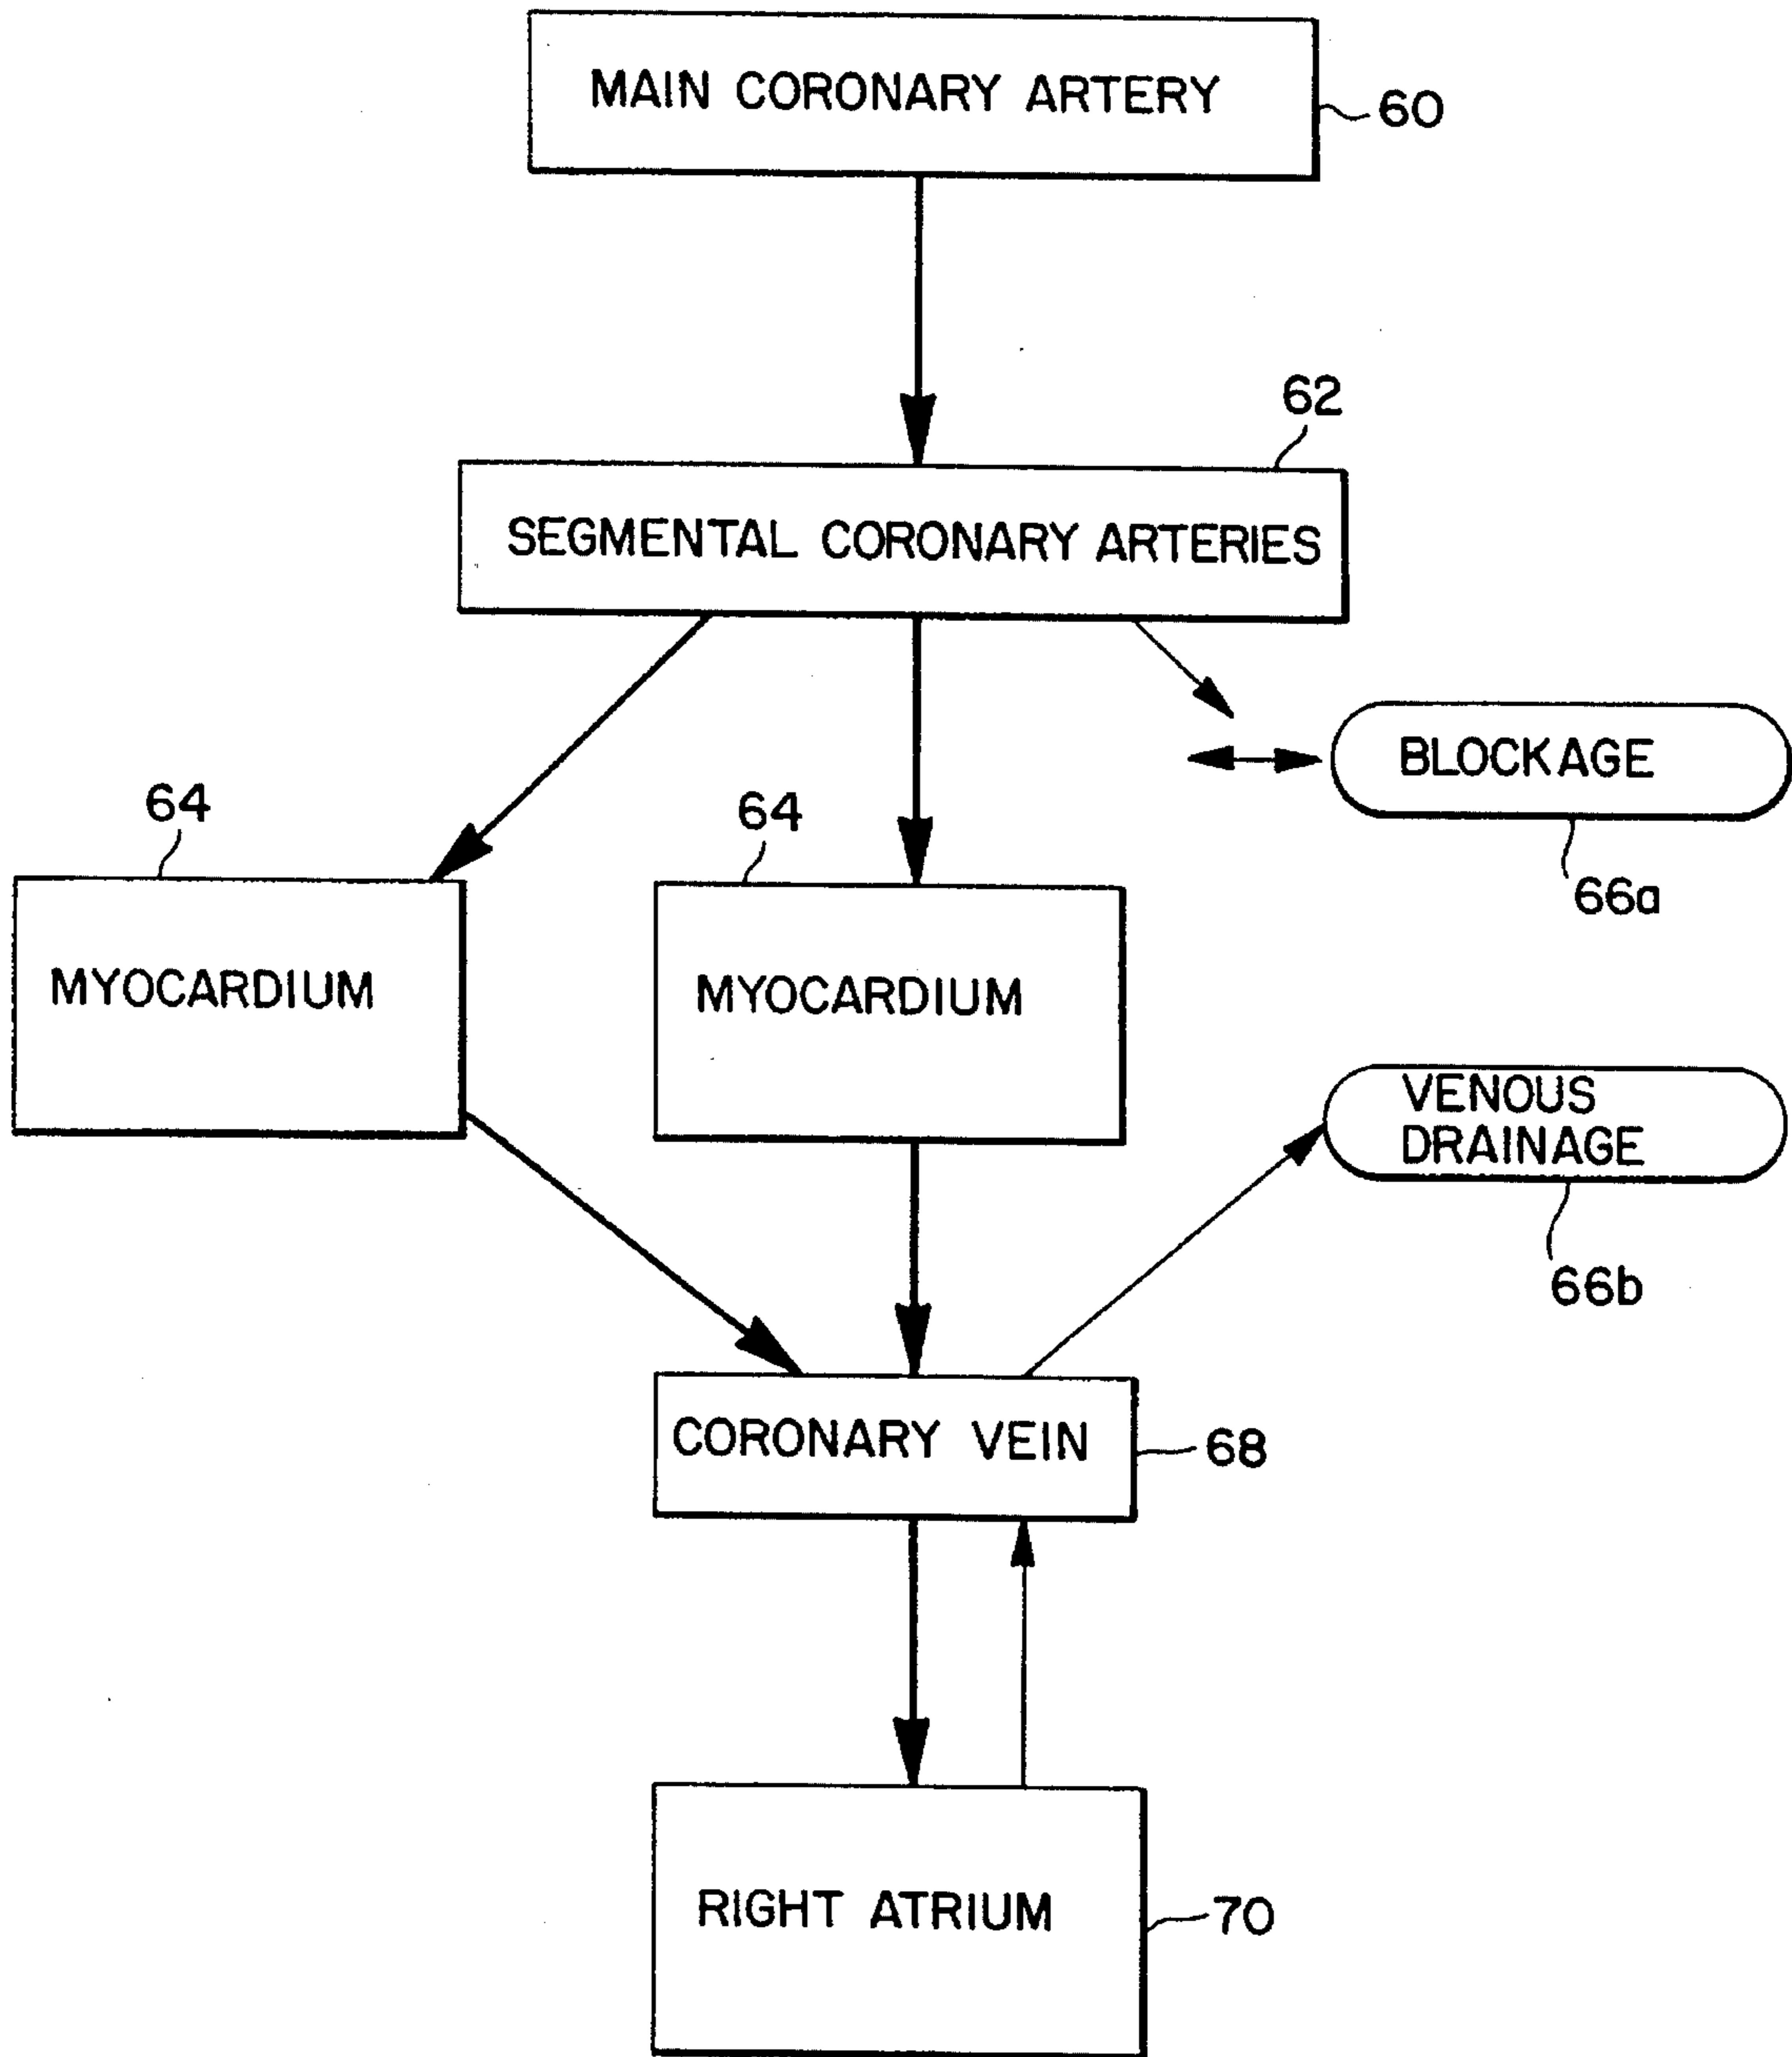 MAIN CORONARY ARTERY
60
62
SEGMENTAL CORONARY ARTERIES
BLOCKAGE
66a
64
64
MYOCARDIUM
MYOCARDIUM
VENOUS
DRAINAGE
66b
CORONARY VEIN
68
RIGHT ATRIUM
70